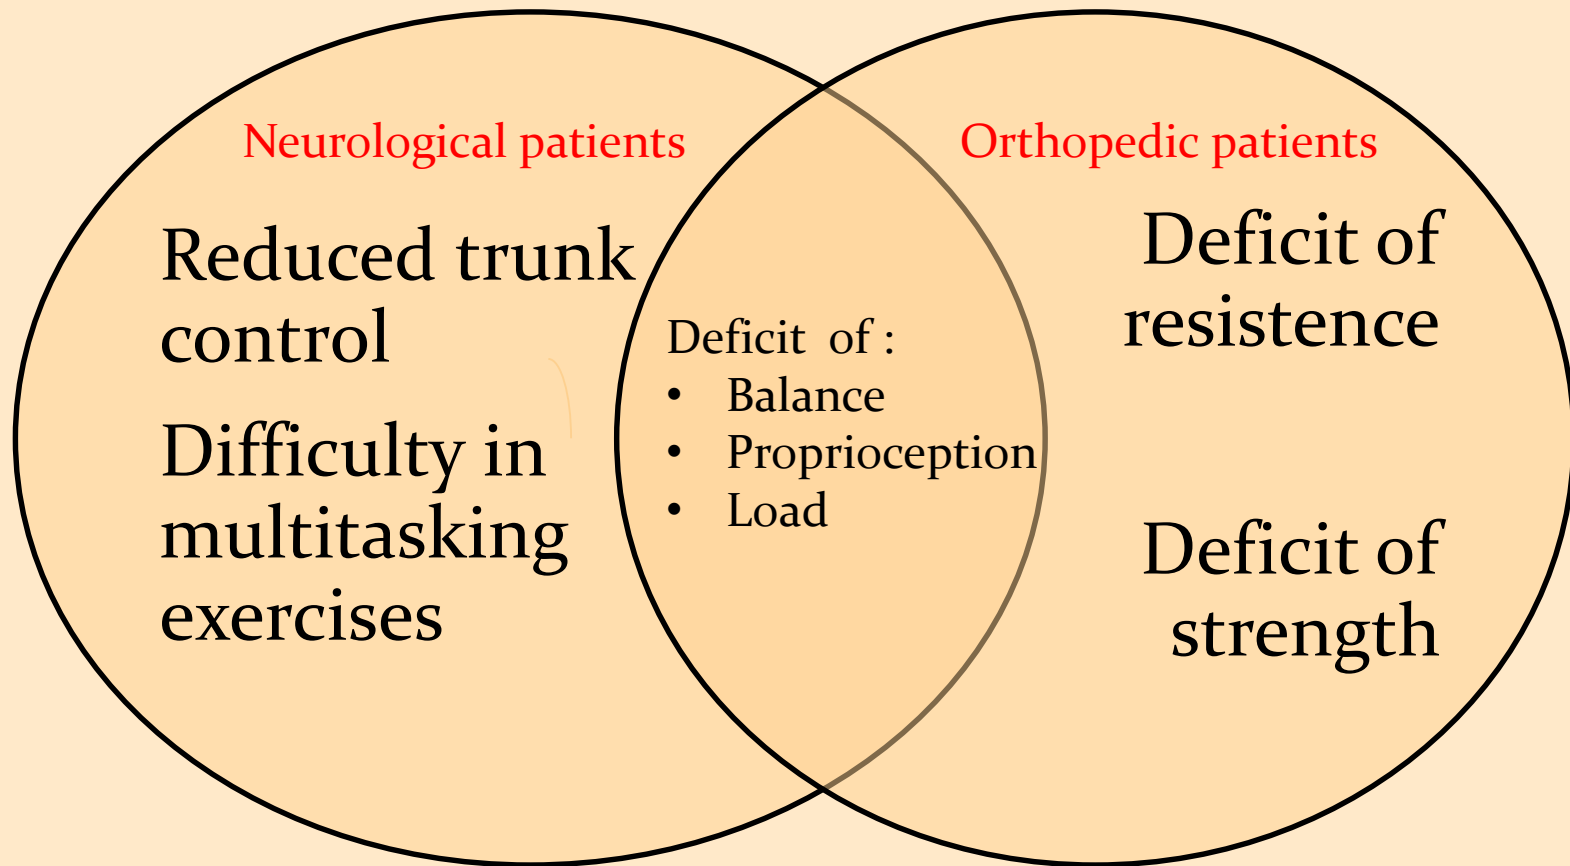 Neurological patients
Reduced trunk
control
Difficulty in
multitasking
exercises
Deficit of :
• Balance
• Proprioception
• Load
Orthopedic patients
Deficit of
resistence
Deficit of
strength